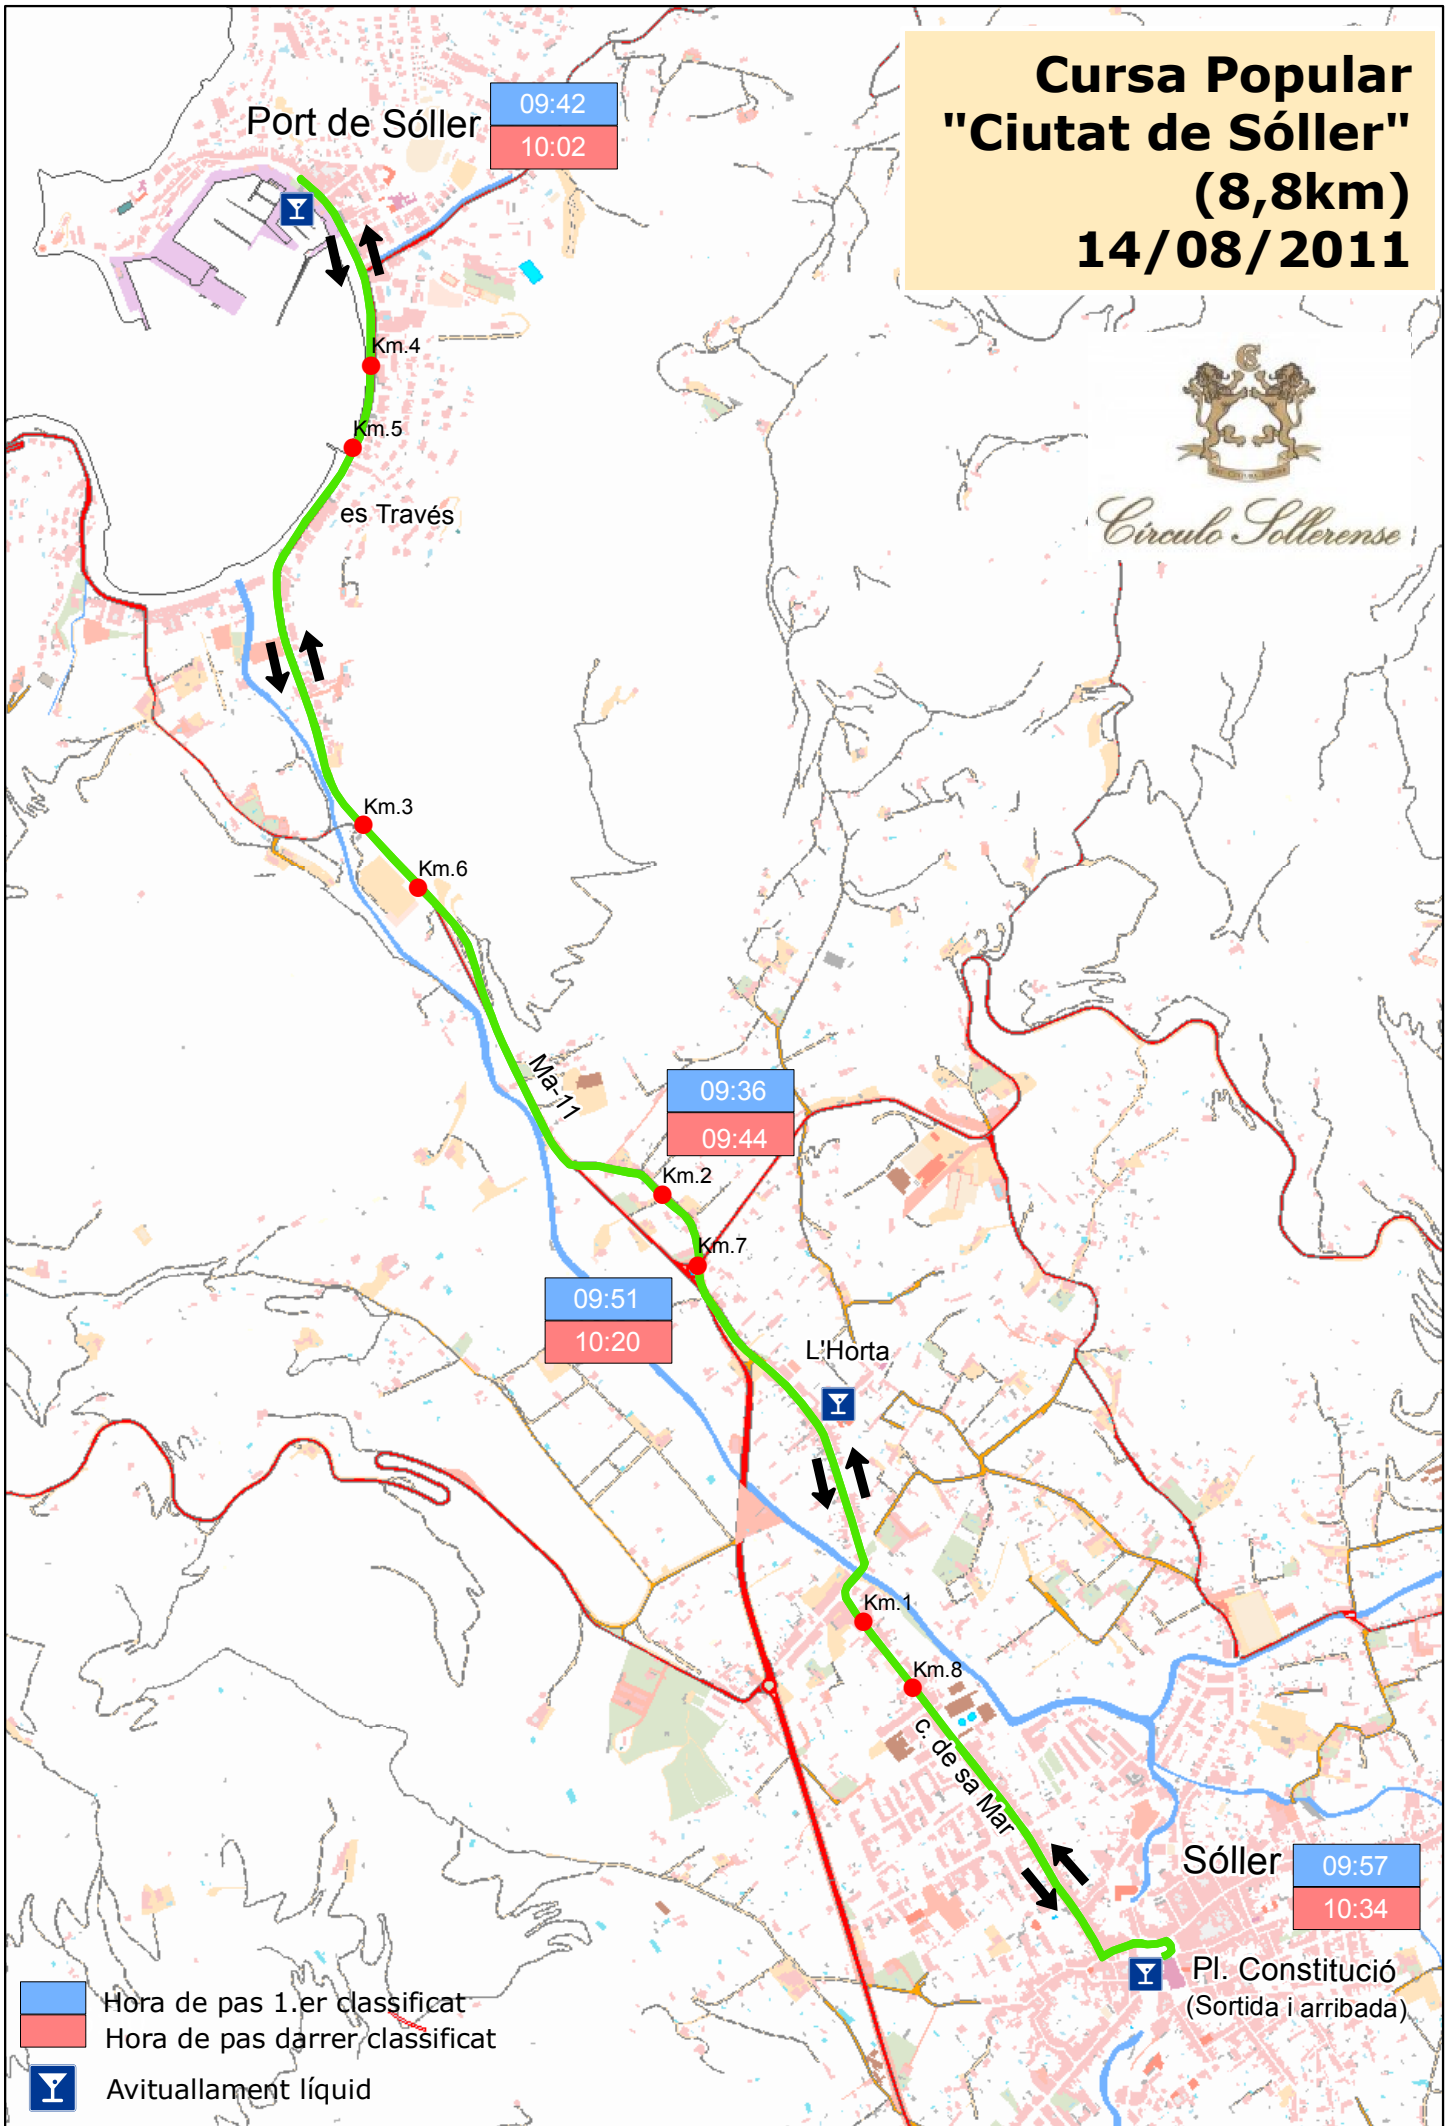 Cursa Popular
"Ciutat de Sóller"
(8,8km)
14/08/2011
Port de Sóller
09:42
10:02
Km.4
Km.5
es Través
CS
Círculo Sollerense
Km.3
Km.6
Ma-11
09:36
09:44
Km.2
Km.7
09:51
10:20
L'Horta
Km.1
Km.8
c. de sa Mar
Sóller
09:57
10:34
Pl. Constitució
(Sortida i arribada)
Hora de pas 1.er classificat
Hora de pas darrer classificat
Avituallament líquid